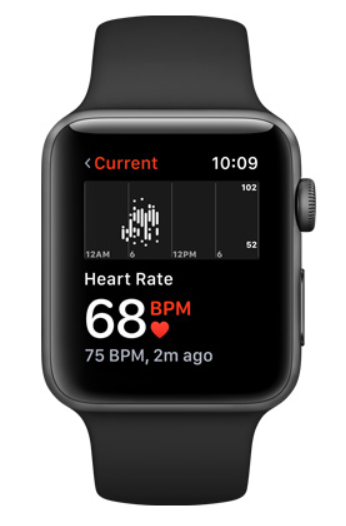 <Current 10:09
102
52
12AM 6 12PM 6
Heart Rate
68 BPM
75 BPM, 2m ago